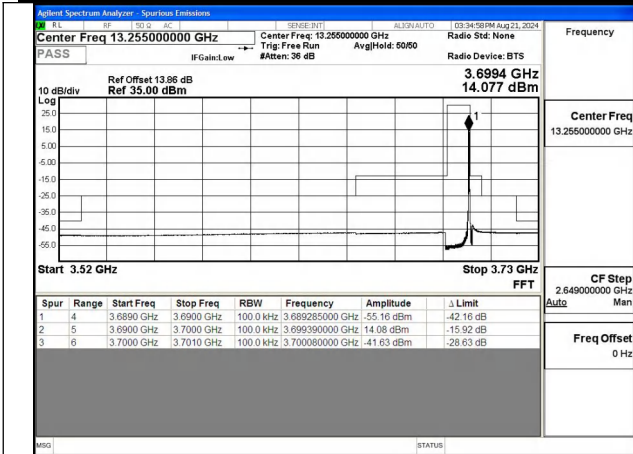 Agilent Spectrum Analyzer - Spurious Emissions
RL RF 50 Ω AC SENSE:INT ALIGN AUTO 03:34:58 PM Aug 21, 2024
Center Freq 13.255000000 GHz
PASS
IFGain:Low
Center Freq: 13.255000000 GHz
Trig: Free Run Avg|Hold: 50/50
#Atten: 36 dB
Radio Std: None
Radio Device: BTS
Ref Offset 13.86 dB
10 dB/div Ref 35.00 dBm
Log
3.6994 GHz
14.077 dBm
25.0
15.0
5.00
-5.00
-15.0
-25.0
-35.0
-45.0
-55.0
1
Start 3.52 GHz Stop 3.73 GHz
FFT
Spur Range Start Freq Stop Freq RBW Frequency Amplitude Δ Limit
1 4 3.6890 GHz 3.6900 GHz 100.0 kHz 3.689285000 GHz -55.16 dBm -42.16 dB
2 5 3.6900 GHz 3.7000 GHz 100.0 kHz 3.699390000 GHz 14.08 dBm -15.92 dB
3 6 3.7000 GHz 3.7010 GHz 100.0 kHz 3.700080000 GHz -41.63 dBm -28.63 dB
MSG STATUS
Frequency
Center Freq
13.255000000 GHz
CF Step
2.649000000 GHz
Auto Man
Freq Offset
0 Hz